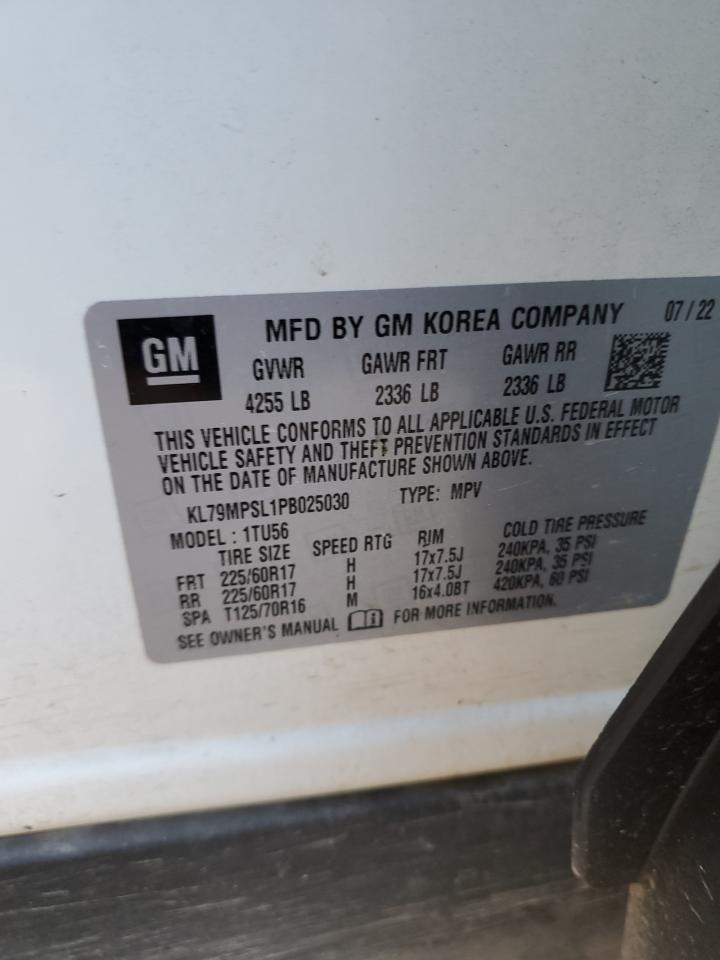 GM
MFD BY GM KOREA COMPANY 07 / 22
GVWR GAWR FRT GAWR RR
4255 LB 2336 LB 2336 LB
THIS VEHICLE CONFORMS TO ALL APPLICABLE U.S. FEDERAL MOTOR
VEHICLE SAFETY AND THEFT PREVENTION STANDARDS IN EFFECT
ON THE DATE OF MANUFACTURE SHOWN ABOVE.
KL79MPSL1PB025030 TYPE: MPV
MODEL : 1TU56
TIRE SIZE SPEED RTG RIM COLD TIRE PRESSURE
FRT 225/60R17 H 17x7.5J 240KPA, 35 PSI
RR 225/60R17 H 17x7.5J 240KPA, 35 PSI
SPA T125/70R16 M 16x4.0BT 420KPA, 60 PSI
SEE OWNER'S MANUAL FOR MORE INFORMATION.